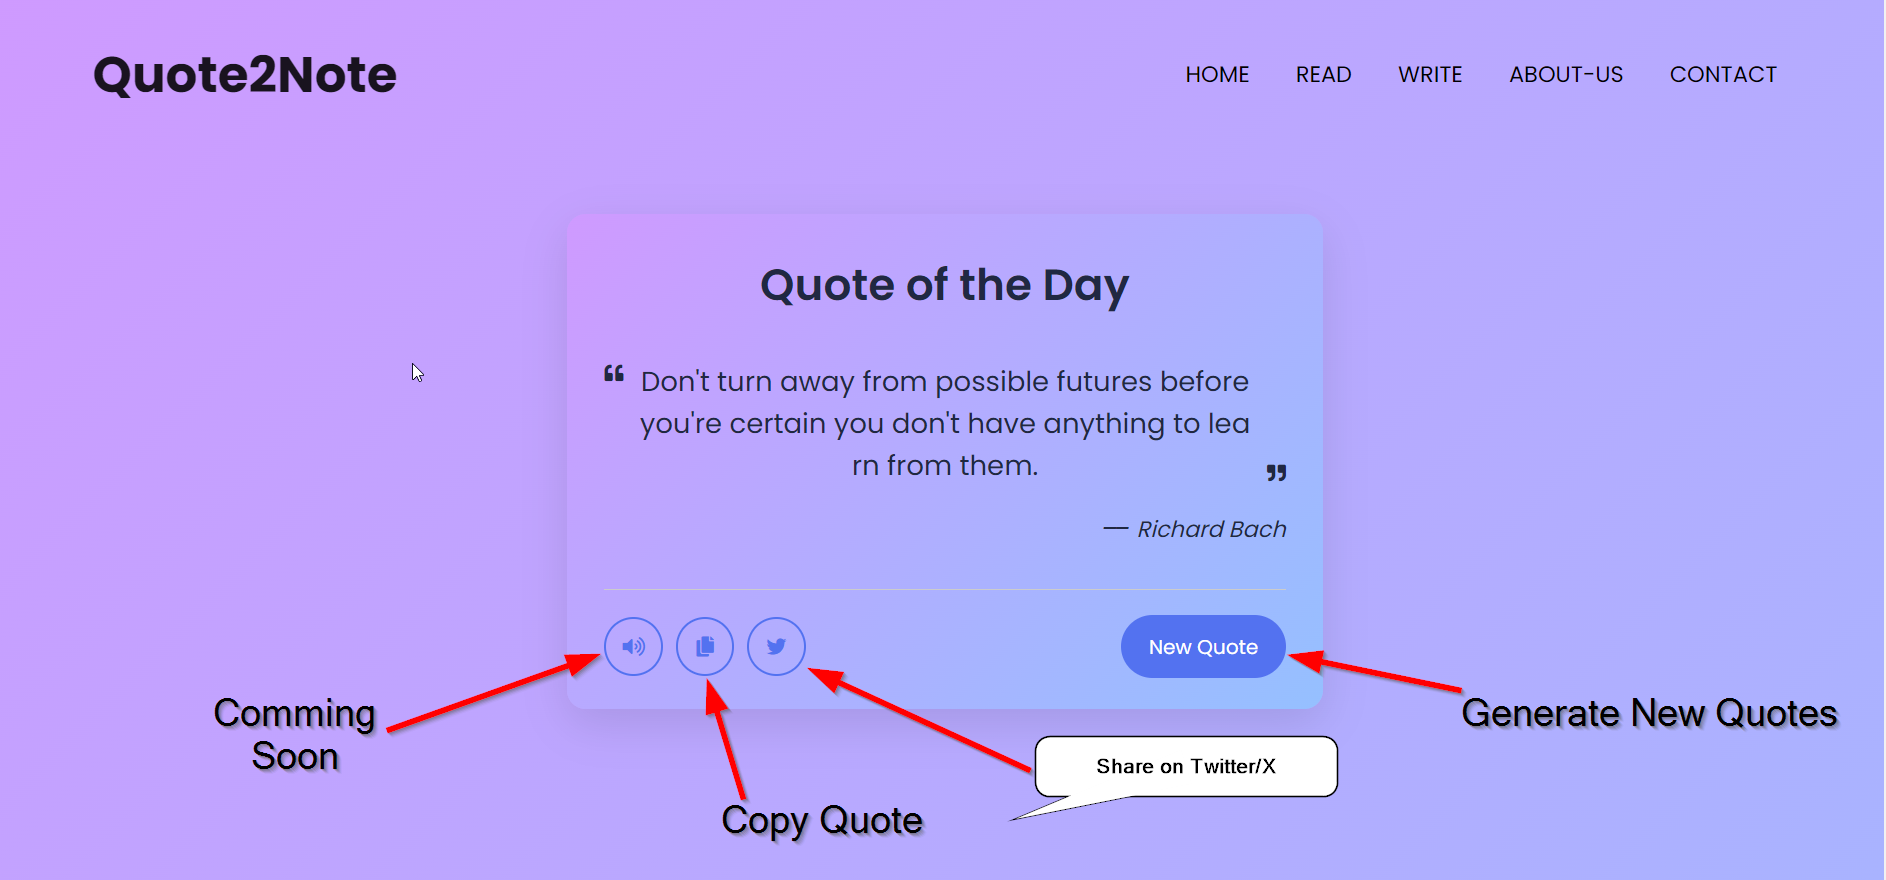 Quote2Note
HOME READ WRITE ABOUT-US CONTACT
Quote of the Day
“ Don't turn away from possible futures before
you're certain you don't have anything to lea
rn from them. ”
— Richard Bach
New Quote
Comming
Soon
Copy Quote
Share on Twitter/X
Generate New Quotes